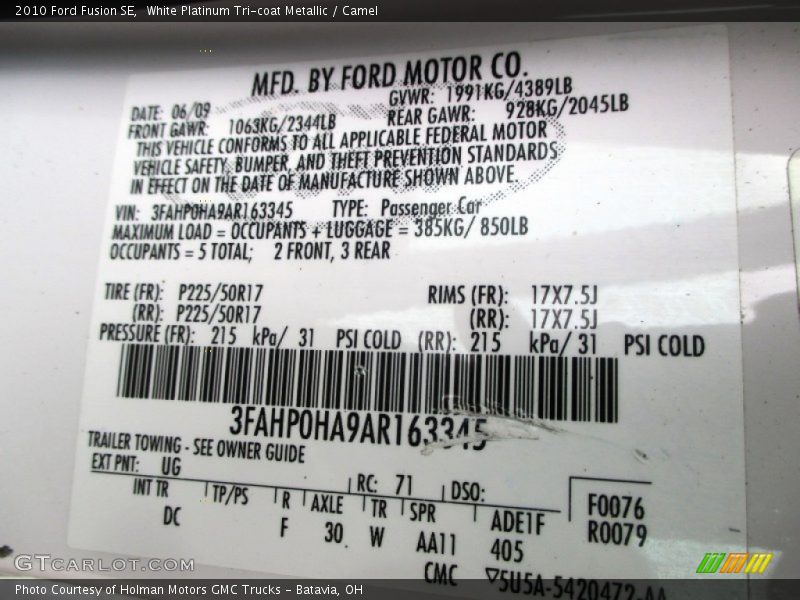 2010 Ford Fusion SE, White Platinum Tri-coat Metallic / Camel
MFD. BY FORD MOTOR CO.
DATE: 06/09 GVWR: 1991KG/4389LB
FRONT GAWR: 1063KG/2344LB REAR GAWR: 928KG/2045LB
THIS VEHICLE CONFORMS TO ALL APPLICABLE FEDERAL MOTOR
VEHICLE SAFETY, BUMPER, AND THEFT PREVENTION STANDARDS
IN EFFECT ON THE DATE OF MANUFACTURE SHOWN ABOVE.
VIN: 3FAHP0HA9AR163345 TYPE: Passenger Car
MAXIMUM LOAD = OCCUPANTS + LUGGAGE = 385KG/ 850LB
OCCUPANTS = 5 TOTAL; 2 FRONT, 3 REAR
TIRE (FR): P225/50R17 RIMS (FR): 17X7.5J
(RR): P225/50R17 (RR): 17X7.5J
PRESSURE (FR): 215 kPa/ 31 PSI COLD (RR): 215 kPa/ 31 PSI COLD
3FAHP0HA9AR163345
TRAILER TOWING - SEE OWNER GUIDE
EXT PNT: UG RC: 71 DSO:
INT TR TP/PS R AXLE TR SPR ADE1F F0076
DC F 30 W AA11 405 R0079
CMC ▽5U5A-5420472-AA
GTCARLOT.COM
Photo Courtesy of Holman Motors GMC Trucks - Batavia, OH